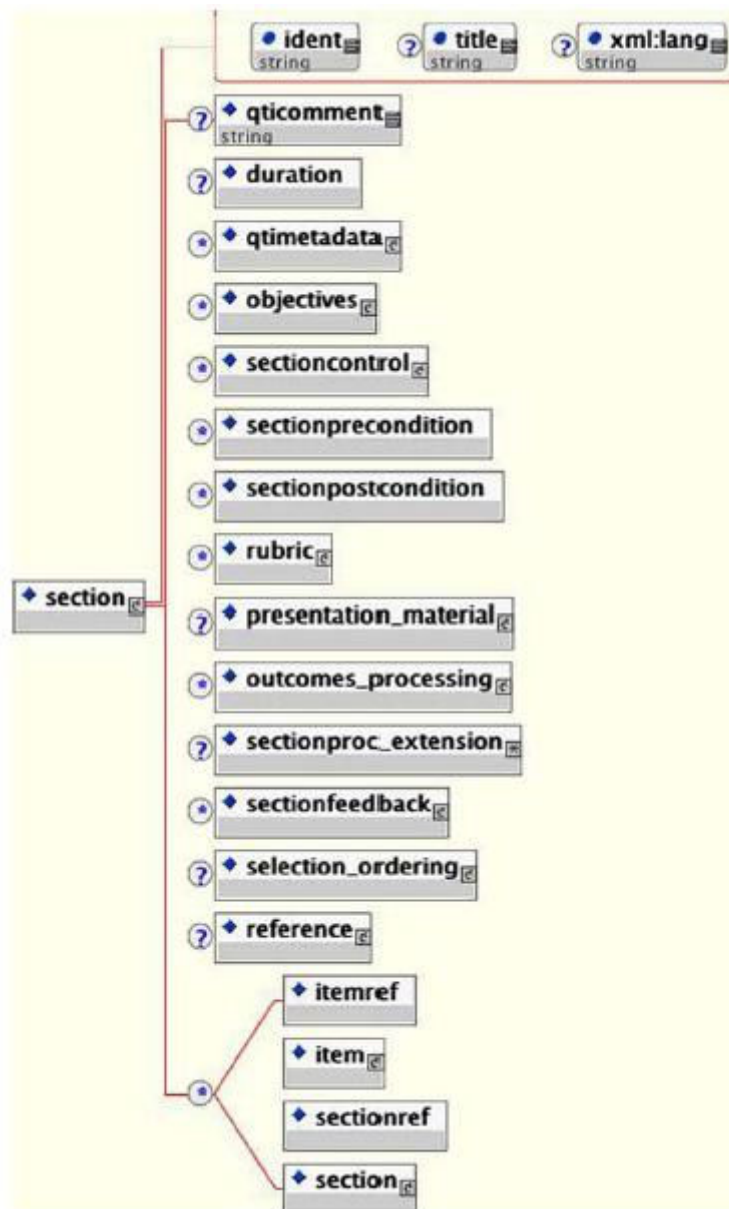 ident ? title ? xml:lang
string string string
? qticomment
string
? duration
* qtimetadata
* objectives
* sectioncontrol
* sectionprecondition
* sectionpostcondition
* rubric
section
? presentation_material
* outcomes_processing
? sectionproc_extension
* sectionfeedback
? selection_ordering
? reference
itemref
item
*
sectionref
section